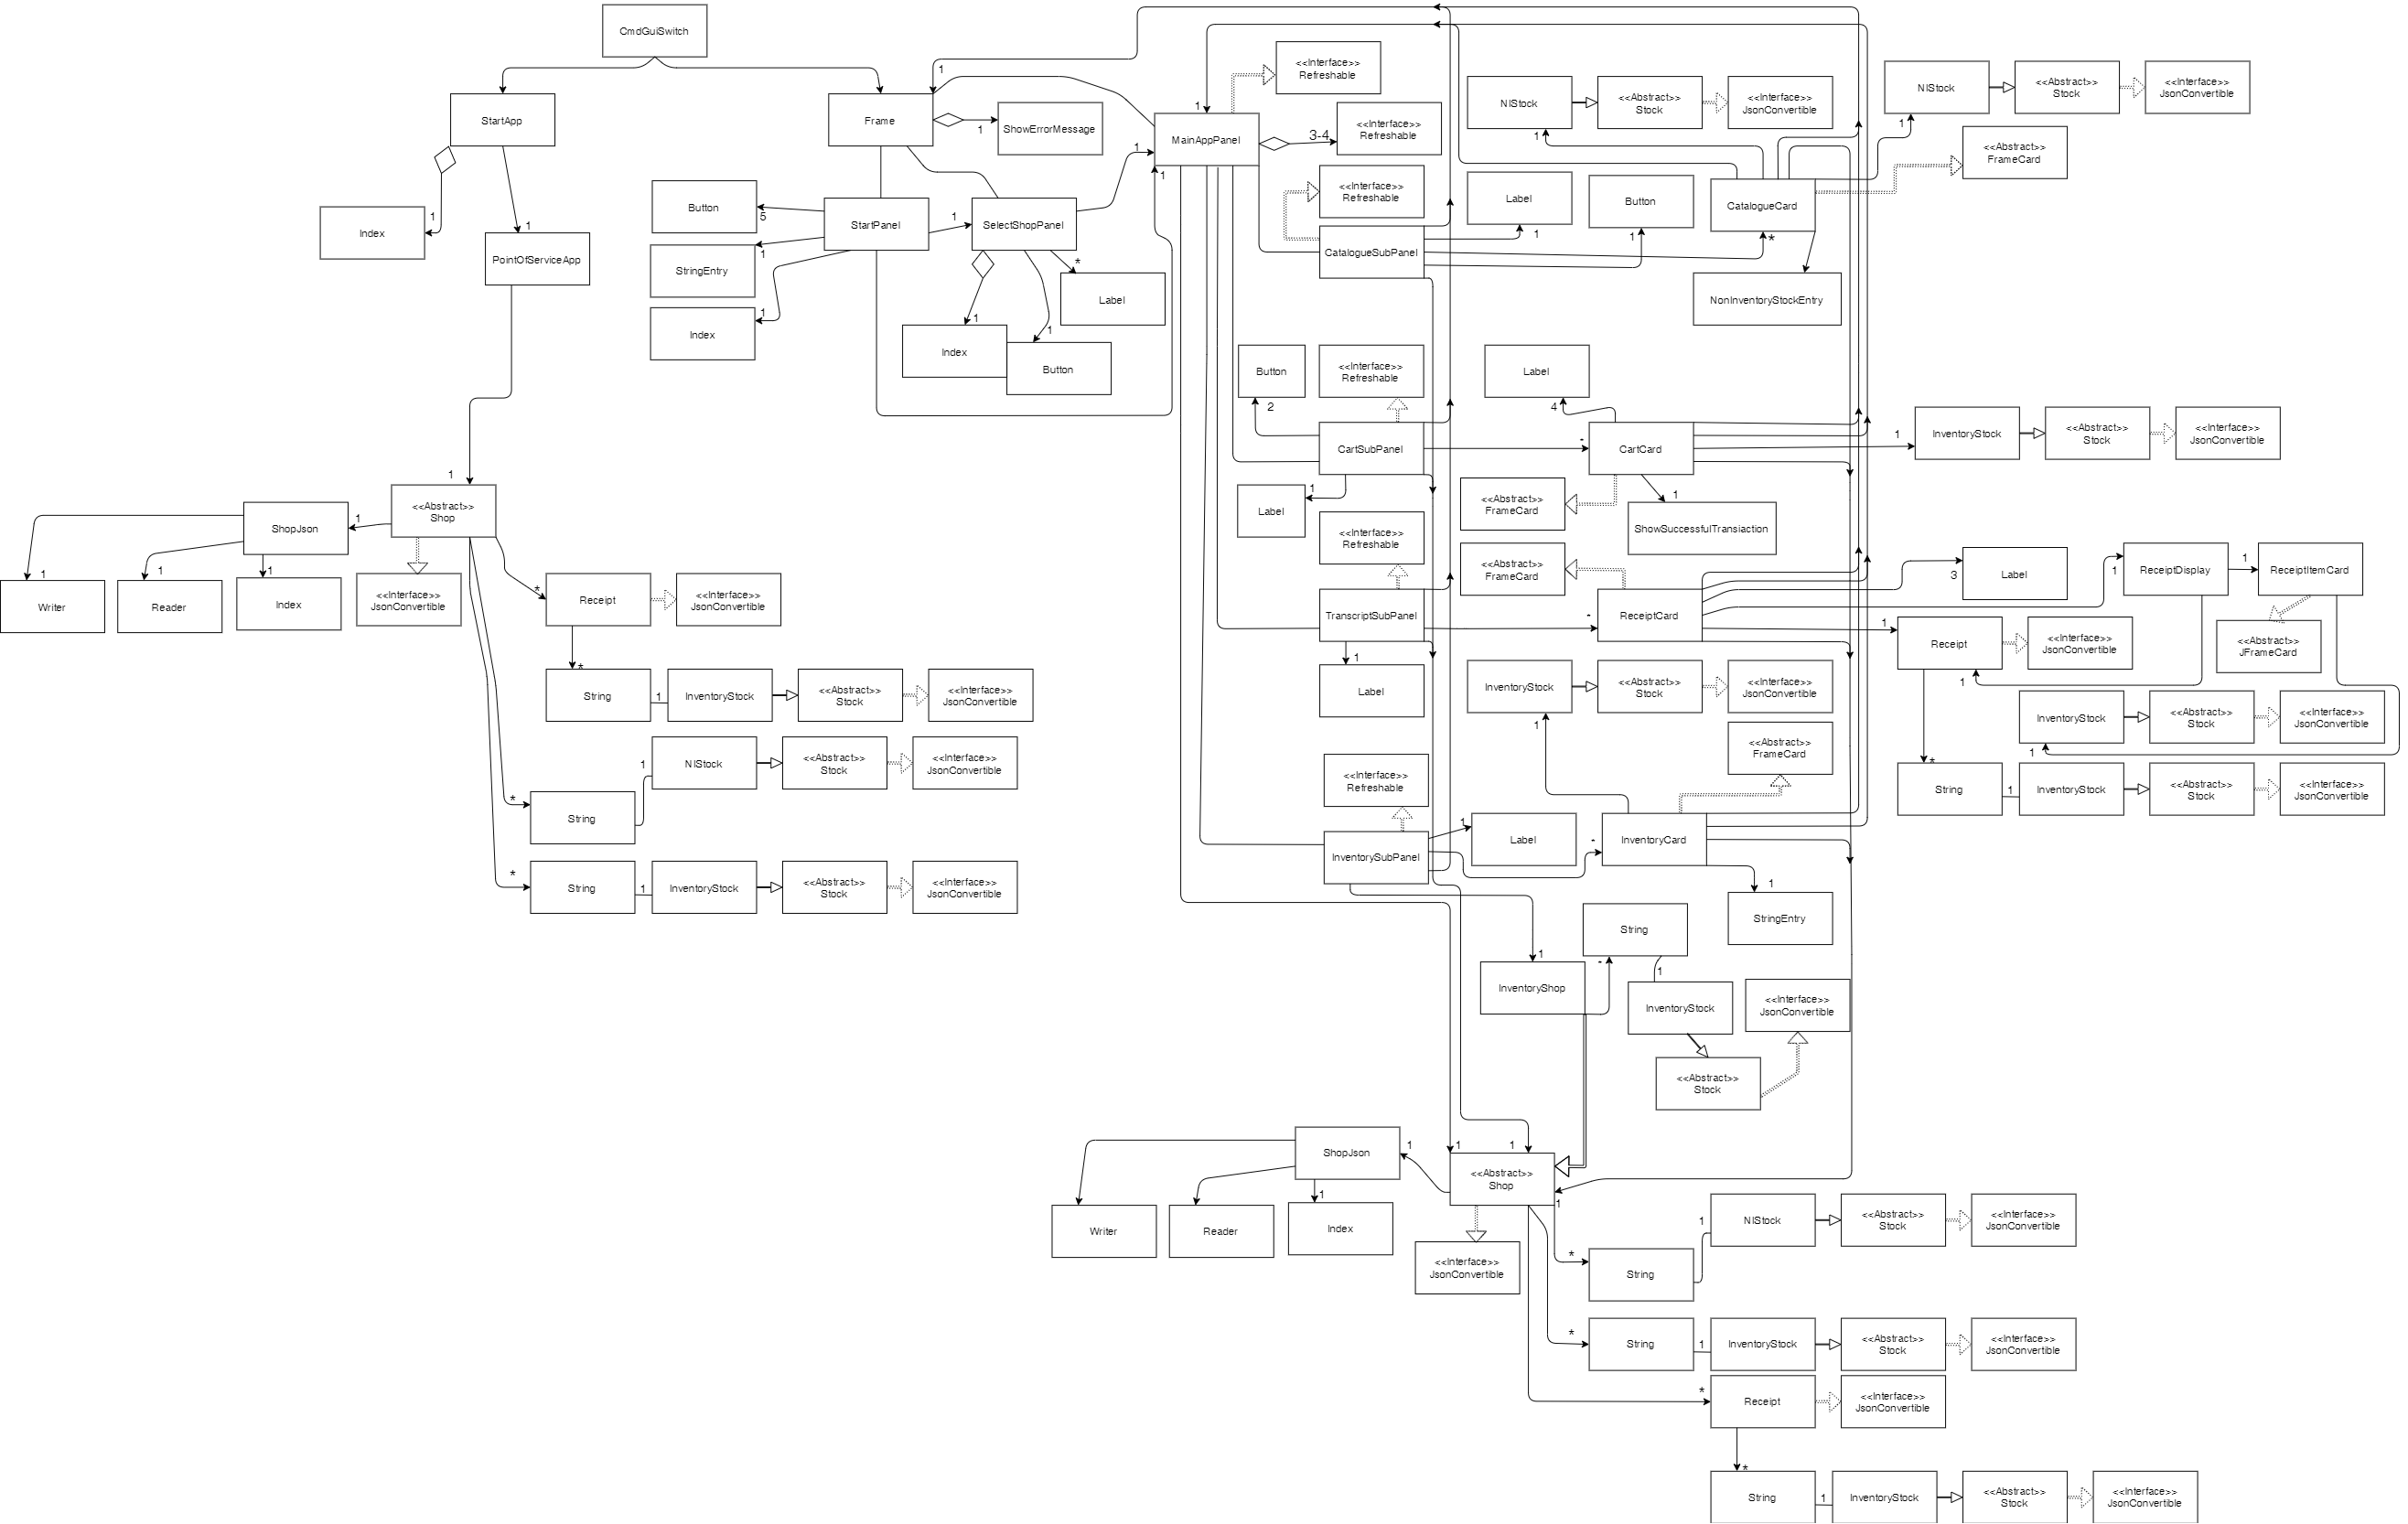 CmdGuiSwitch
StartApp
1
Index
1
PointOfServiceApp
1
<<Abstract>>
Shop
1
ShopJson
1
Writer
1
Reader
1
Index
<<Interface>>
JsonConvertible
*
Receipt
<<Interface>>
JsonConvertible
*
String
1
InventoryStock
<<Abstract>>
Stock
<<Interface>>
JsonConvertible
*
String
1
NIStock
<<Abstract>>
Stock
<<Interface>>
JsonConvertible
*
String
1
InventoryStock
<<Abstract>>
Stock
<<Interface>>
JsonConvertible
1
Frame
1
ShowErrorMessage
Button
5
StartPanel
1
SelectShopPanel
1
StringEntry
1
Index
1
Index
1
Button
1
*
Label
1
MainAppPanel
1
<<Interface>>
Refreshable
3-4
<<Interface>>
Refreshable
<<Interface>>
Refreshable
CatalogueSubPanel
Label
1
Button
1
NIStock
1
<<Abstract>>
Stock
<<Interface>>
JsonConvertible
CatalogueCard
*
NIStock
1
<<Abstract>>
Stock
<<Interface>>
JsonConvertible
<<Abstract>>
FrameCard
NonInventoryStockEntry
Button
2
<<Interface>>
Refreshable
CartSubPanel
1
Label
Label
4
-
CartCard
1
InventoryStock
<<Abstract>>
Stock
<<Interface>>
JsonConvertible
<<Abstract>>
FrameCard
1
ShowSuccessfulTransiaction
<<Interface>>
Refreshable
TranscriptSubPanel
1
Label
<<Abstract>>
FrameCard
-
ReceiptCard
3
Label
1
ReceiptDisplay
1
ReceiptItemCard
<<Abstract>>
JFrameCard
1
Receipt
1
<<Interface>>
JsonConvertible
InventoryStock
1
<<Abstract>>
Stock
<<Interface>>
JsonConvertible
*
String
1
InventoryStock
<<Abstract>>
Stock
<<Interface>>
JsonConvertible
InventoryStock
1
<<Abstract>>
Stock
<<Interface>>
JsonConvertible
<<Abstract>>
FrameCard
<<Interface>>
Refreshable
InventorySubPanel
1
Label
-
InventoryCard
1
StringEntry
1
InventoryShop
-
String
1
InventoryStock
<<Abstract>>
Stock
<<Interface>>
JsonConvertible
1
1
<<Abstract>>
Shop
1
1
ShopJson
Writer
Reader
1
Index
<<Interface>>
JsonConvertible
*
String
1
NIStock
<<Abstract>>
Stock
<<Interface>>
JsonConvertible
*
String
1
InventoryStock
<<Abstract>>
Stock
<<Interface>>
JsonConvertible
*
Receipt
<<Interface>>
JsonConvertible
*
String
1
InventoryStock
<<Abstract>>
Stock
<<Interface>>
JsonConvertible